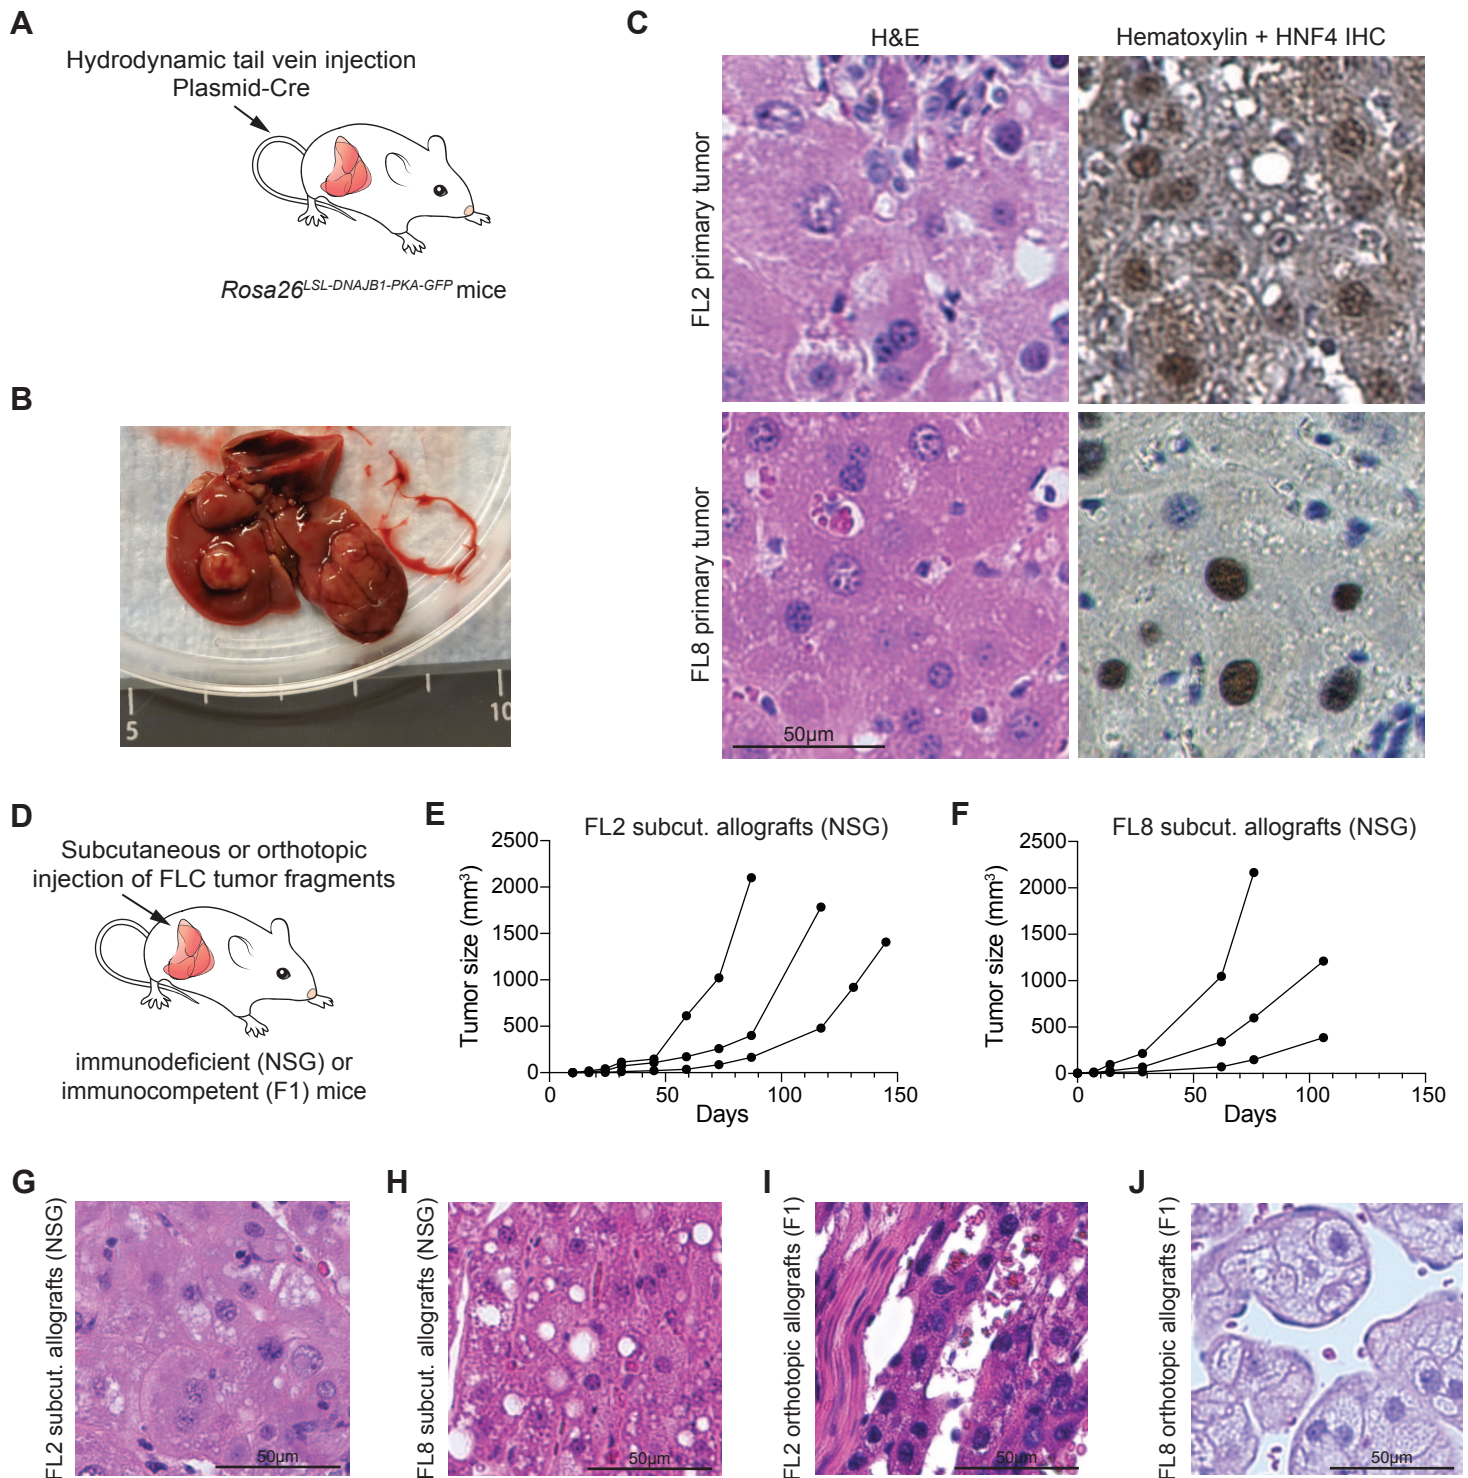 A
Hydrodynamic tail vein injection
Plasmid-Cre
Rosa26LSL-DNAJB1-PKA-GFP mice
B
5
10
C
H&E
Hematoxylin + HNF4 IHC
FL2 primary tumor
FL8 primary tumor
50µm
D
Subcutaneous or orthotopic
injection of FLC tumor fragments
immunodeficient (NSG) or
immunocompetent (F1) mice
E
FL2 subcut. allografts (NSG)
Tumor size (mm3)
2500
2000
1500
1000
500
0
0
50
100
150
Days
F
FL8 subcut. allografts (NSG)
Tumor size (mm3)
2500
2000
1500
1000
500
0
0
50
100
150
Days
G
FL2 subcut. allografts (NSG)
50µm
H
FL8 subcut. allografts (NSG)
50µm
I
FL2 orthotopic allografts (F1)
50µm
J
FL8 orthotopic allografts (F1)
50µm